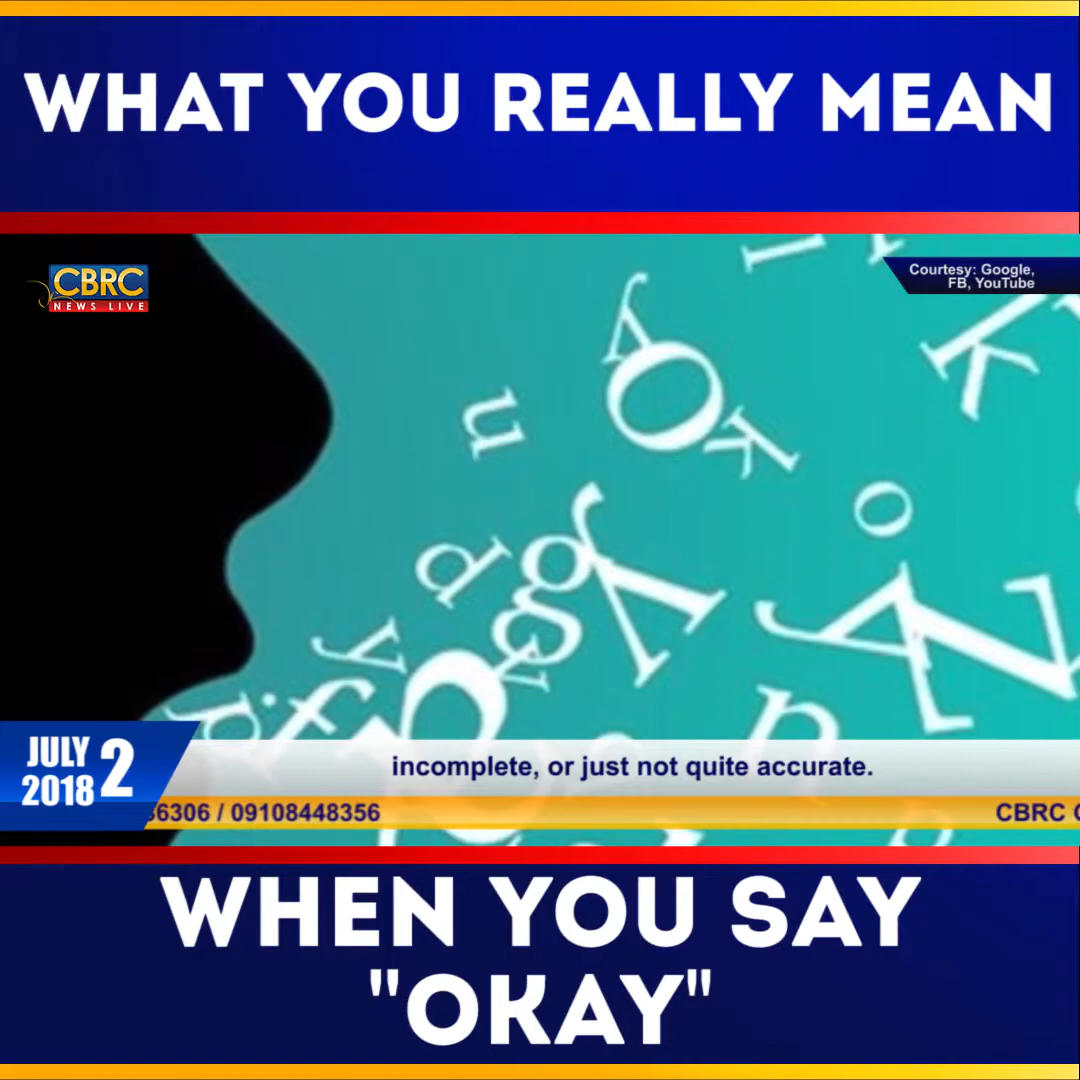 WHAT YOU REALLY MEAN
CBRC
NEWS LIVE
Courtesy: Google,
FB, YouTube
y
I
k
O
u
k
o
d
g
y
A
Z
g
y
y
p
f
JULY 2
2018
incomplete, or just not quite accurate.
6306 / 09108448356
CBRC
WHEN YOU SAY
"OKAY"